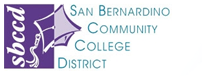 sbccd
SAN BERNARDINO
COMMUNITY
COLLEGE
DISTRICT